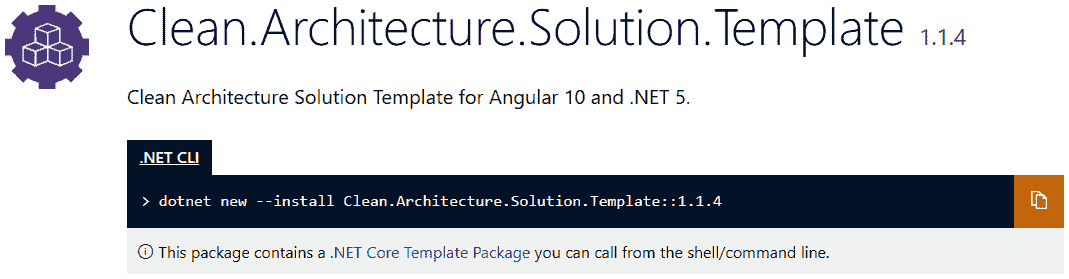 Clean.Architecture.Solution.Template 1.1.4
Clean Architecture Solution Template for Angular 10 and .NET 5.
.NET CLI
> dotnet new --install Clean.Architecture.Solution.Template::1.1.4
This package contains a .NET Core Template Package you can call from the shell/command line.